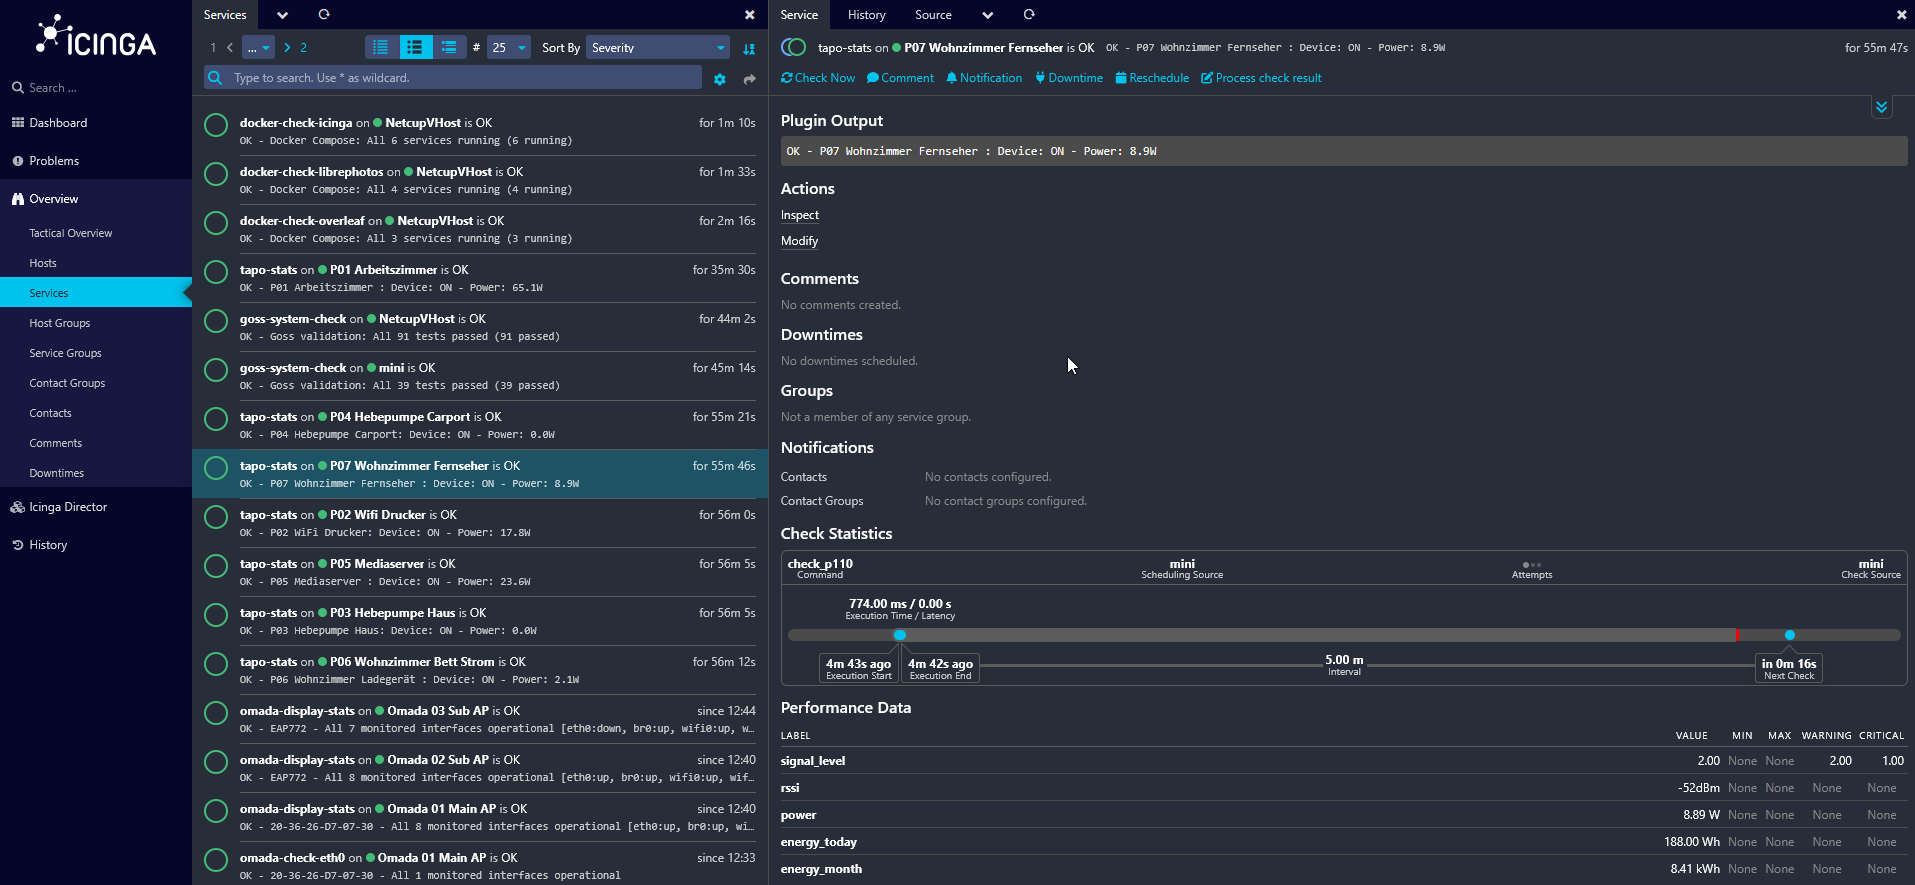 icinga
Search ...
Dashboard
Problems
Overview
Tactical Overview
Hosts
Services
Host Groups
Service Groups
Contact Groups
Contacts
Comments
Downtimes
Icinga Director
History
Services
1 ... 2 # 25 Sort By Severity
Type to search. Use * as wildcard.
docker-check-icinga on NetcupVHost is OK for 1m 10s
OK - Docker Compose: All 6 services running (6 running)
docker-check-librephotos on NetcupVHost is OK for 1m 33s
OK - Docker Compose: All 4 services running (4 running)
docker-check-overleaf on NetcupVHost is OK for 2m 16s
OK - Docker Compose: All 3 services running (3 running)
tapo-stats on P01 Arbeitszimmer is OK for 35m 30s
OK - P01 Arbeitszimmer : Device: ON - Power: 65.1W
goss-system-check on NetcupVHost is OK for 44m 2s
OK - Goss validation: All 91 tests passed (91 passed)
goss-system-check on mini is OK for 45m 14s
OK - Goss validation: All 39 tests passed (39 passed)
tapo-stats on P04 Hebepumpe Carport is OK for 55m 21s
OK - P04 Hebepumpe Carport: Device: ON - Power: 0.0W
tapo-stats on P07 Wohnzimmer Fernseher is OK for 55m 46s
OK - P07 Wohnzimmer Fernseher : Device: ON - Power: 8.9W
tapo-stats on P02 Wifi Drucker is OK for 56m 0s
OK - P02 WiFi Drucker: Device: ON - Power: 17.8W
tapo-stats on P05 Mediaserver is OK for 56m 5s
OK - P05 Mediaserver : Device: ON - Power: 23.6W
tapo-stats on P03 Hebepumpe Haus is OK for 56m 5s
OK - P03 Hebepumpe Haus: Device: ON - Power: 0.0W
tapo-stats on P06 Wohnzimmer Bett Strom is OK for 56m 12s
OK - P06 Wohnzimmer Ladegerät : Device: ON - Power: 2.1W
omada-display-stats on Omada 03 Sub AP is OK since 12:44
OK - EAP772 - All 7 monitored interfaces operational [eth0:down, br0:up, wifi0:up, w…
omada-display-stats on Omada 02 Sub AP is OK since 12:40
OK - EAP772 - All 8 monitored interfaces operational [eth0:up, br0:up, wifi0:up, wif…
omada-display-stats on Omada 01 Main AP is OK since 12:40
OK - 20-36-26-D7-07-30 - All 8 monitored interfaces operational [eth0:up, br0:up, wi…
omada-check-eth0 on Omada 01 Main AP is OK since 12:33
OK - 20-36-26-D7-07-30 - All 1 monitored interfaces operational
Service History Source
tapo-stats on P07 Wohnzimmer Fernseher is OK OK - P07 Wohnzimmer Fernseher : Device: ON - Power: 8.9W for 55m 47s
Check Now Comment Notification Downtime Reschedule Process check result
Plugin Output
OK - P07 Wohnzimmer Fernseher : Device: ON - Power: 8.9W
Actions
Inspect
Modify
Comments
No comments created.
Downtimes
No downtimes scheduled.
Groups
Not a member of any service group.
Notifications
Contacts No contacts configured.
Contact Groups No contact groups configured.
Check Statistics
check_p110 mini mini
Command Scheduling Source Attempts Check Source
774.00 ms / 0.00 s
Execution Time / Latency
4m 43s ago 4m 42s ago 5.00 m in 0m 16s
Execution Start Execution End Interval Next Check
Performance Data
LABEL VALUE MIN MAX WARNING CRITICAL
signal_level 2.00 None None 2.00 1.00
rssi -52dBm None None None None
power 8.89 W None None None None
energy_today 188.00 Wh None None None None
energy_month 8.41 kWh None None None None